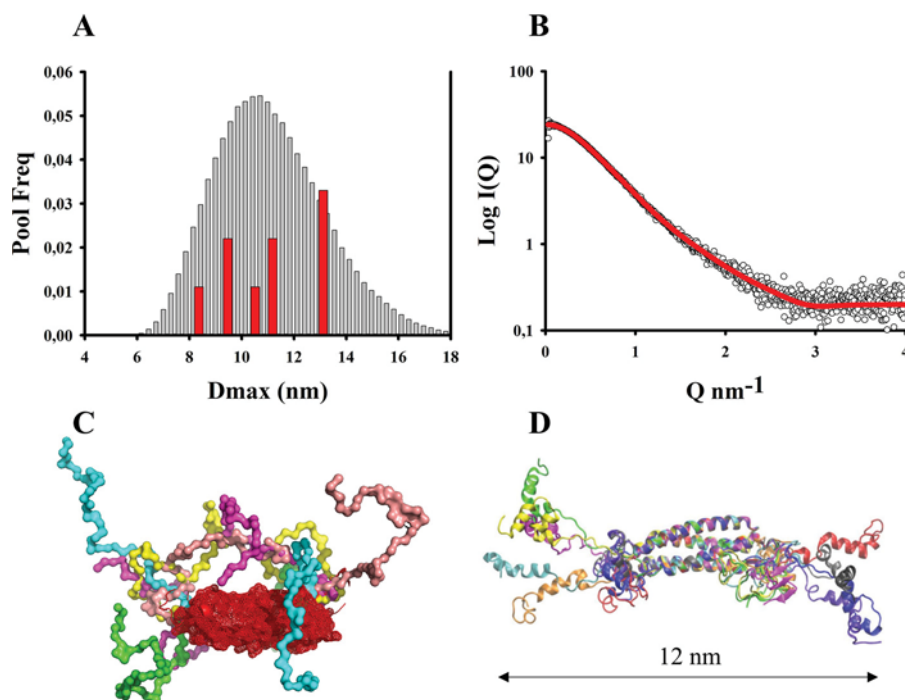 A
0,06
0,05
0,04
0,03
0,02
0,01
0,00
Pool Freq
4 6 8 10 12 14 16 18
Dmax (nm)
B
100
10
1
0,1
Log I(Q)
0 1 2 3 4
Q nm-1
C
D
12 nm